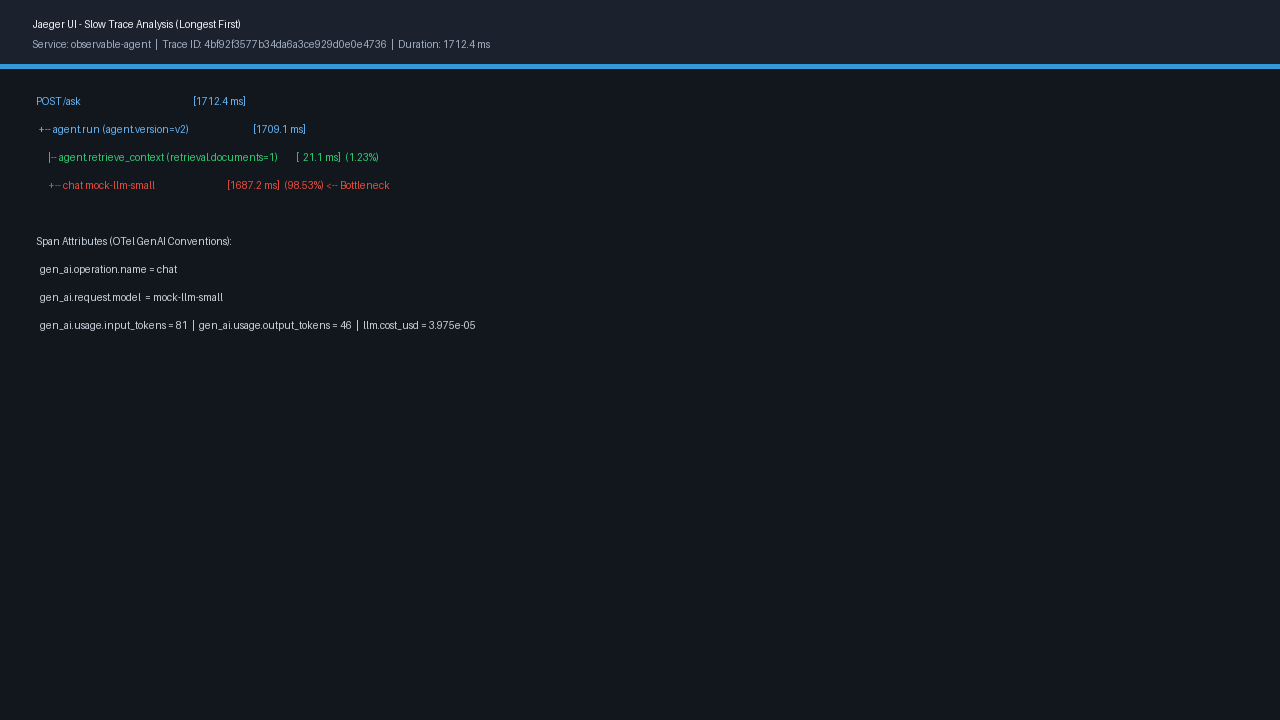 Jaeger UI - Slow Trace Analysis (Longest First)
Service: observable-agent | Trace ID: 4bf92f3577b34da6a3ce929d0e0e4736 | Duration: 1712.4 ms
POST /ask [1712.4 ms]
+-- agent.run (agent.version=v2) [1709.1 ms]
|-- agent.retrieve_context (retrieval.documents=1) [ 21.1 ms] (1.23%)
+-- chat mock-llm-small [1687.2 ms] (98.53%) <-- Bottleneck
Span Attributes (OTel GenAI Conventions):
gen_ai.operation.name = chat
gen_ai.request.model = mock-llm-small
gen_ai.usage.input_tokens = 81 | gen_ai.usage.output_tokens = 46 | llm.cost_usd = 3.975e-05